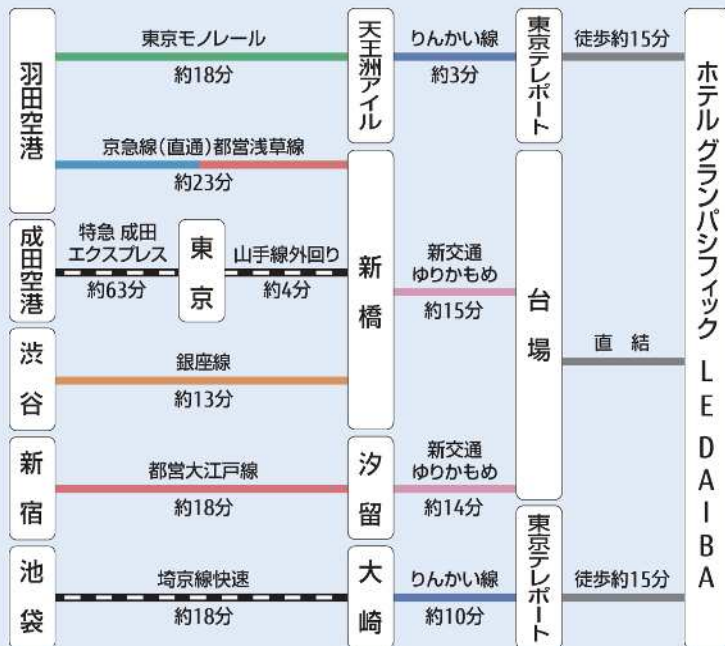 羽田空港
東京モノレール
約18分
天王洲アイル
りんかい線
約3分
東京テレポート
徒歩約15分
京急線(直通)都営浅草線
約23分
成田空港
特急 成田
エクスプレス
約63分
東京
山手線外回り
約4分
新橋
新交通
ゆりかもめ
約15分
台場
直 結
渋谷
銀座線
約13分
新宿
都営大江戸線
約18分
汐留
新交通
ゆりかもめ
約14分
池袋
埼京線快速
約18分
大崎
りんかい線
約10分
東京テレポート
徒歩約15分
ホテル グランパシフィック LE DAIBA